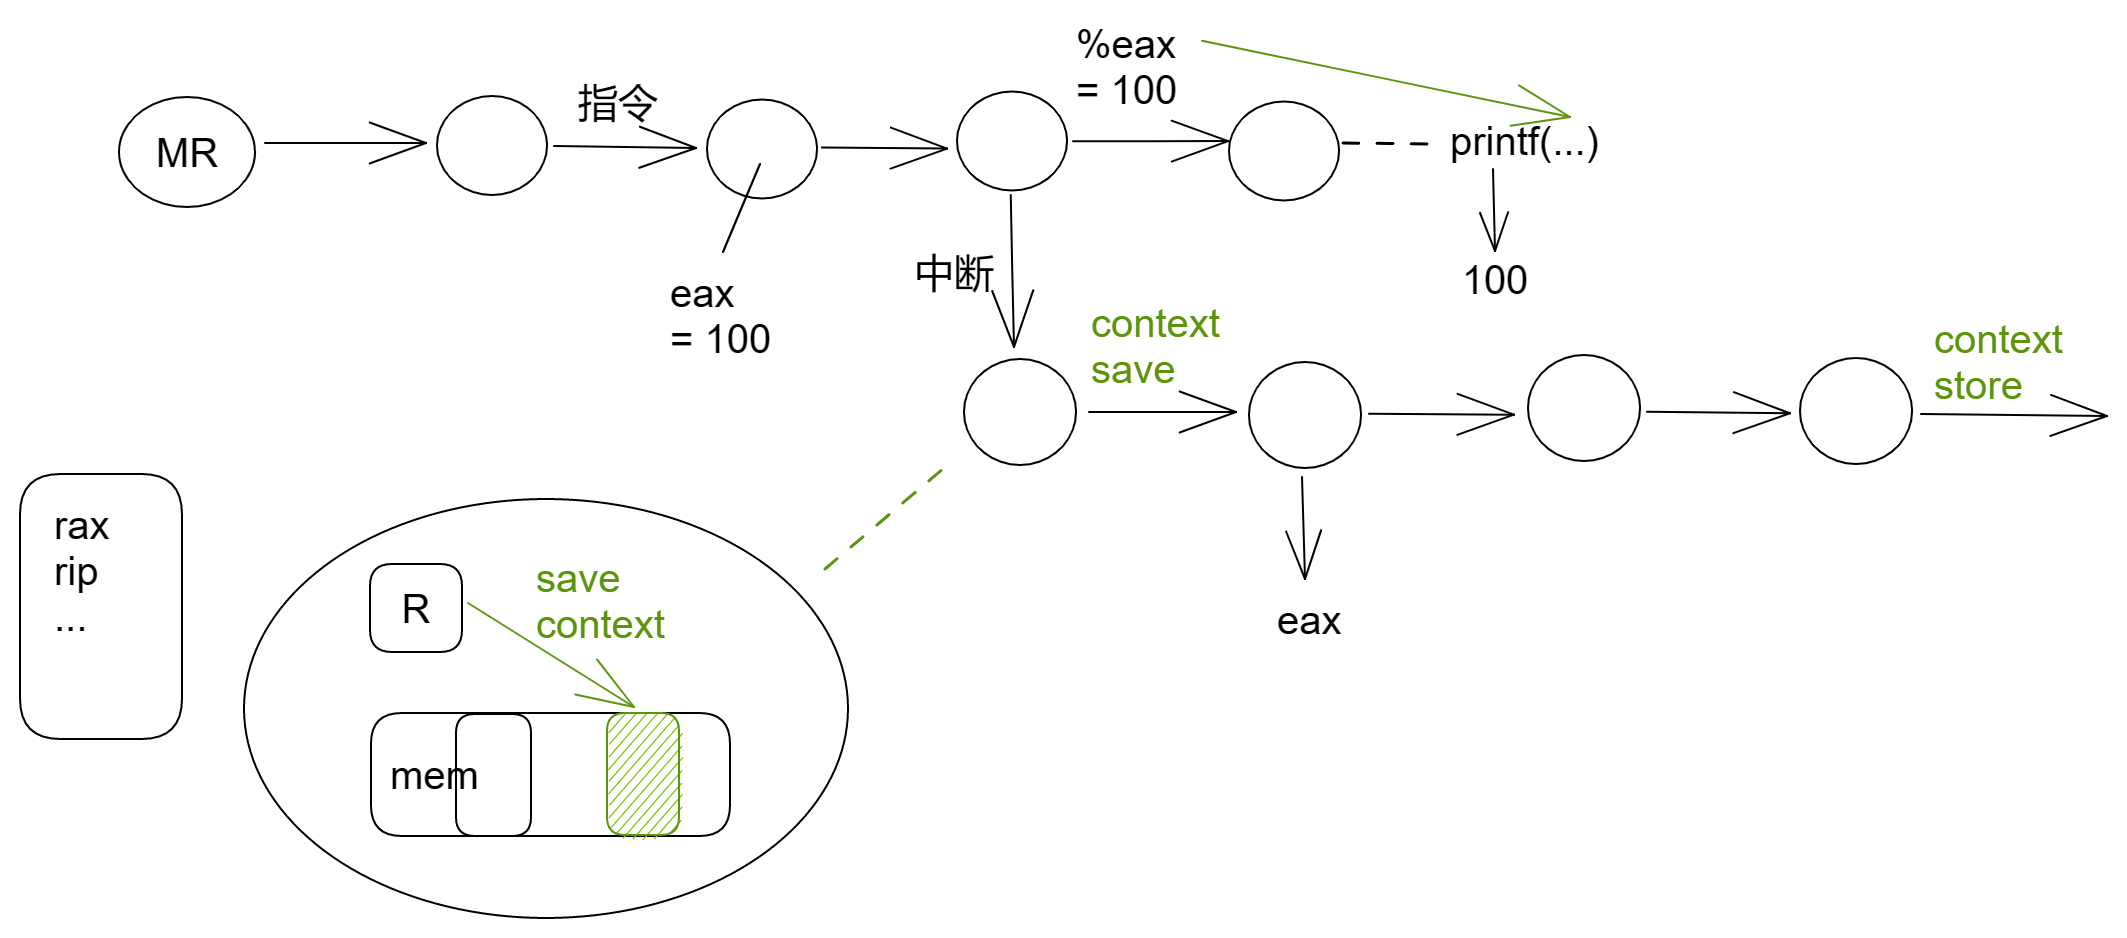 %eax
= 100
指令
MR
printf(...)
eax
= 100
中断
100
context
save
context
store
rax
rip
...
save
context
R
eax
mem